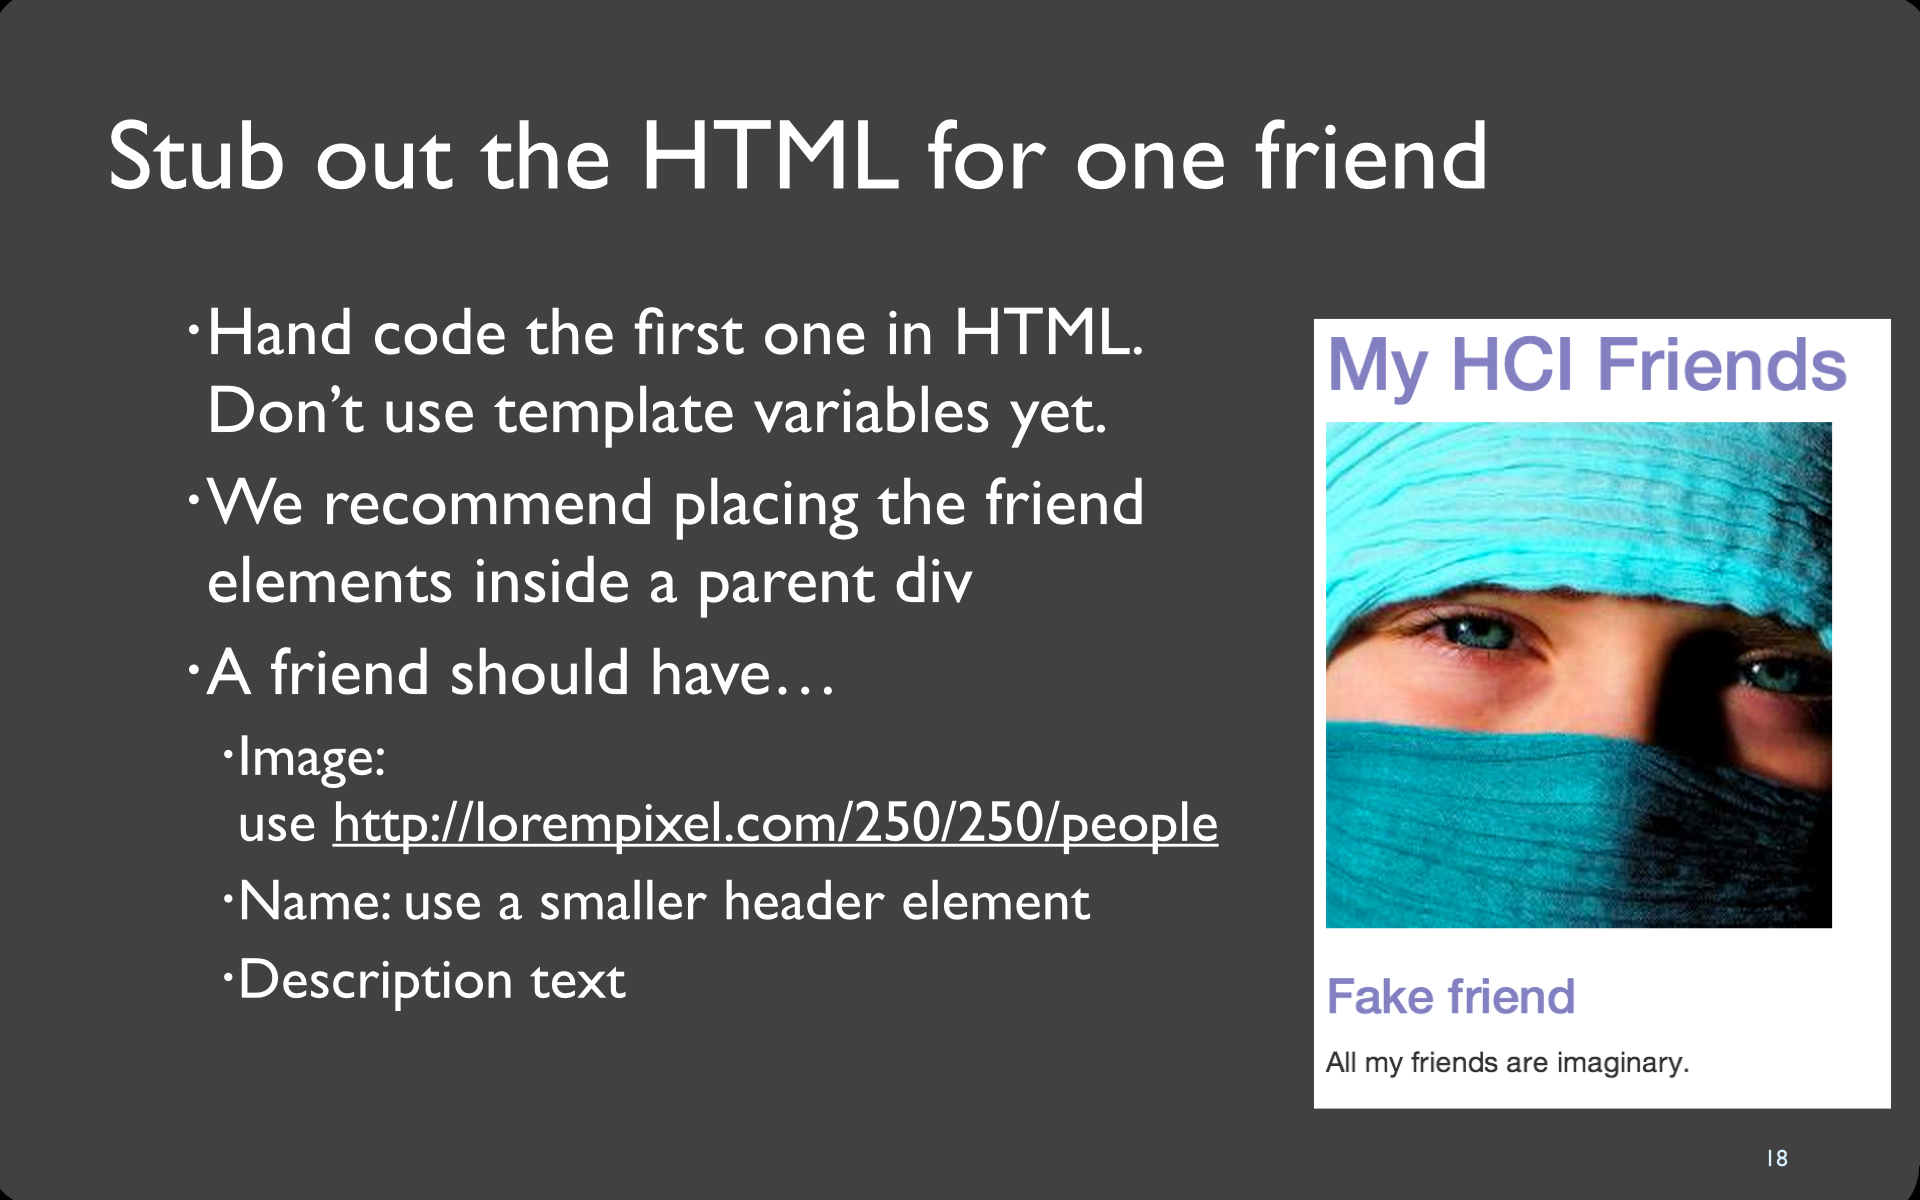 Stub out the HTML for one friend
•Hand code the first one in HTML.
Don’t use template variables yet.
•We recommend placing the friend
elements inside a parent div
•A friend should have…
•Image:
use http://lorempixel.com/250/250/people
•Name: use a smaller header element
•Description text
My HCI Friends
Fake friend
All my friends are imaginary.
18